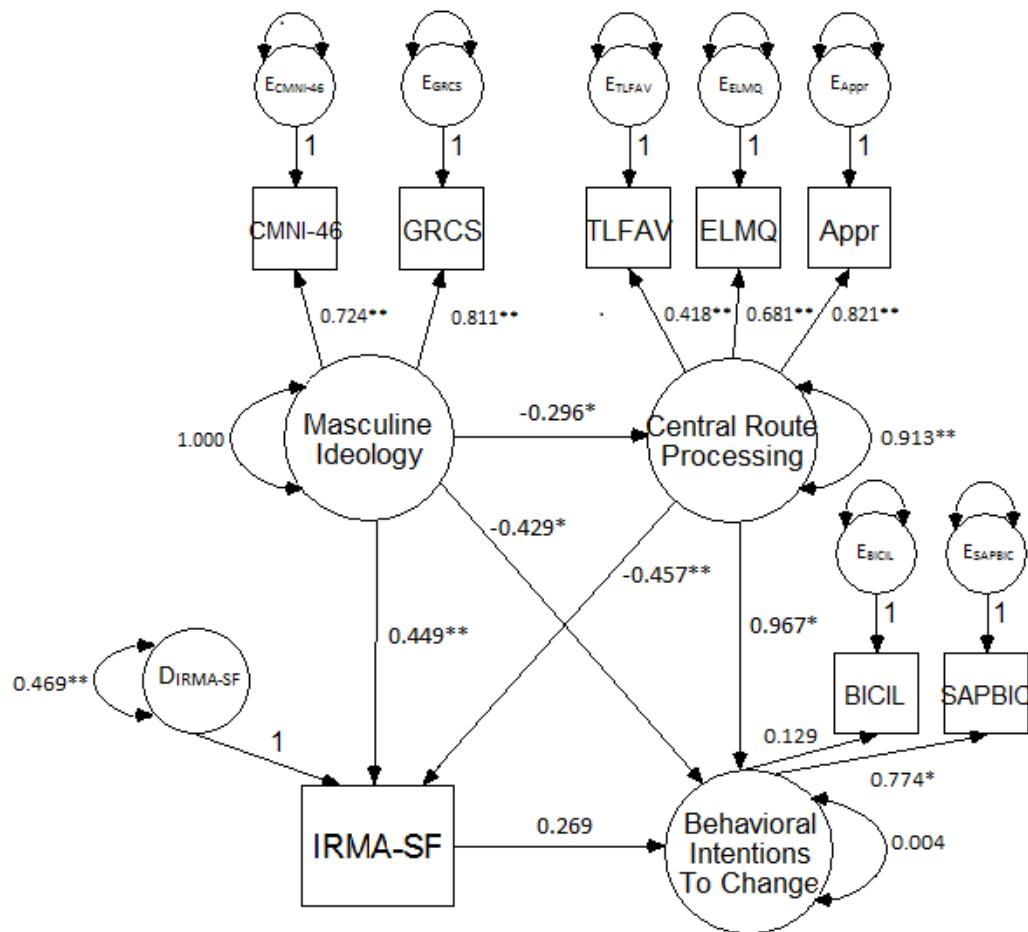 ECMNI-46
EGRCS
ETLFAV
EELMQ
EAppr
1
1
1
1
1
CMNI-46
GRCS
TLFAV
ELMQ
Appr
0.724**
0.811**
0.418**
0.681**
0.821**
1.000
Masculine
Ideology
-0.296*
Central Route
Processing
0.913**
-0.429*
-0.457**
EBICIL
ESAPBIC
1
1
0.449**
0.967*
0.469**
DIRMA-SF
1
BICIL
SAPBIC
0.129
0.774*
IRMA-SF
0.269
Behavioral
Intentions
To Change
0.004